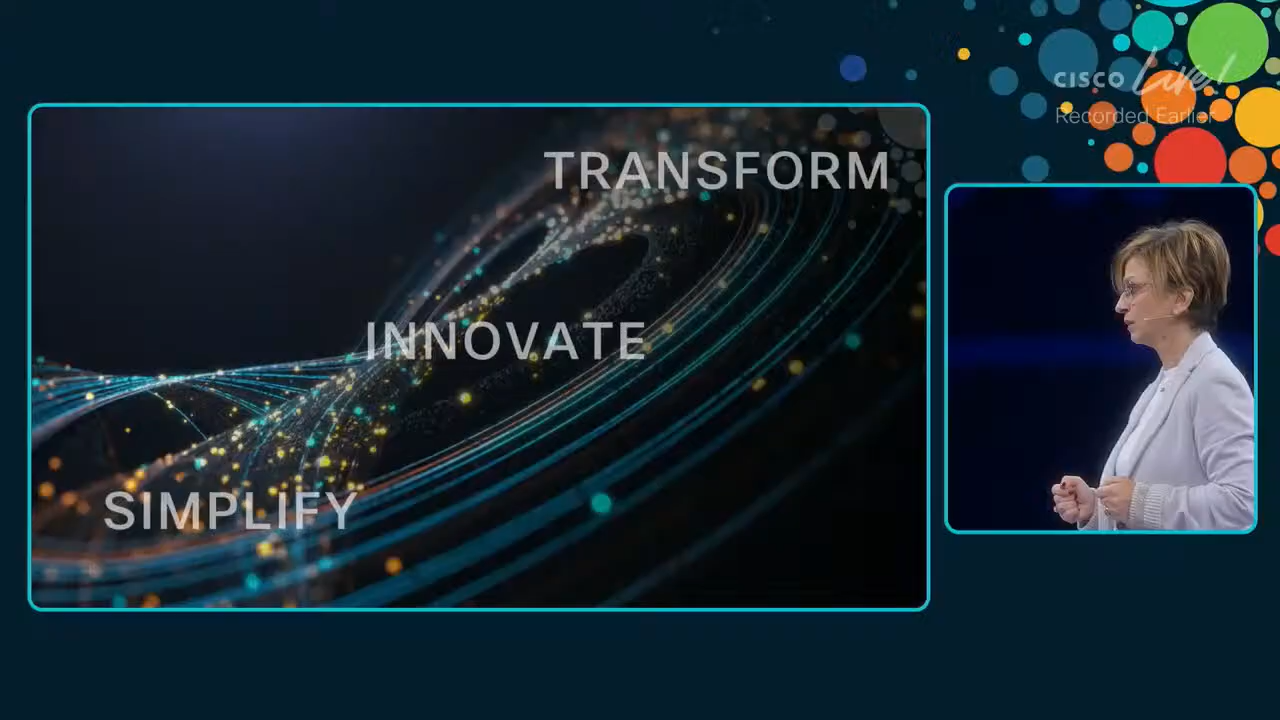 CISCO Live!
Recorded Earlier
TRANSFORM
INNOVATE
SIMPLIFY